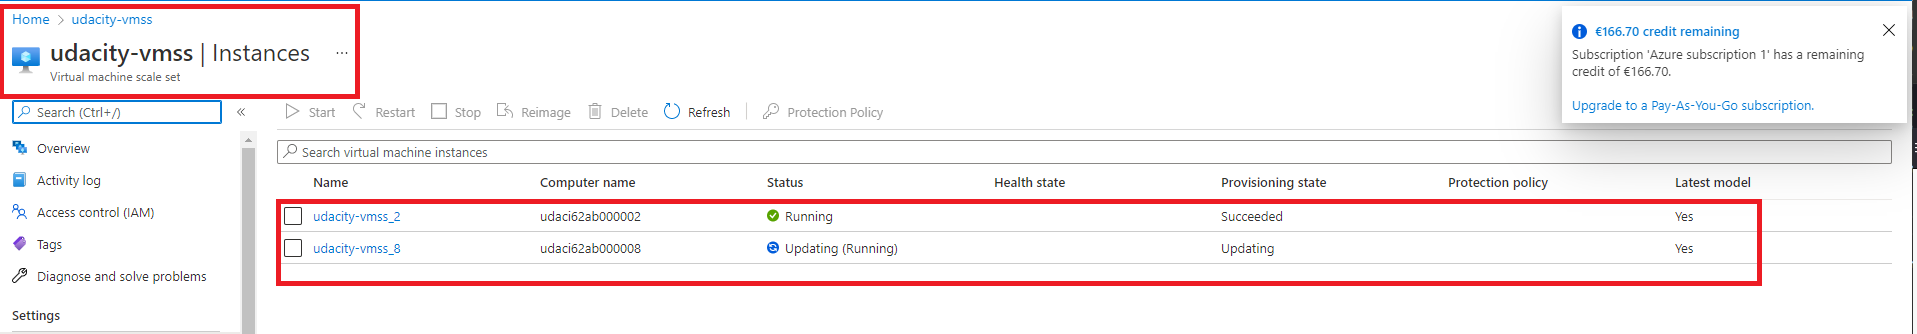 Home > udacity-vmss
udacity-vmss | Instances ...
Virtual machine scale set
Search (Ctrl+/) «
Overview
Activity log
Access control (IAM)
Tags
Diagnose and solve problems
Settings
Start Restart Stop Reimage Delete Refresh Protection Policy
Search virtual machine instances
Name Computer name Status Health state Provisioning state Protection policy Latest model
udacity-vmss_2 udaci62ab000002 Running Succeeded Yes
udacity-vmss_8 udaci62ab000008 Updating (Running) Updating Yes
€166.70 credit remaining
Subscription 'Azure subscription 1' has a remaining
credit of €166.70.
Upgrade to a Pay-As-You-Go subscription.